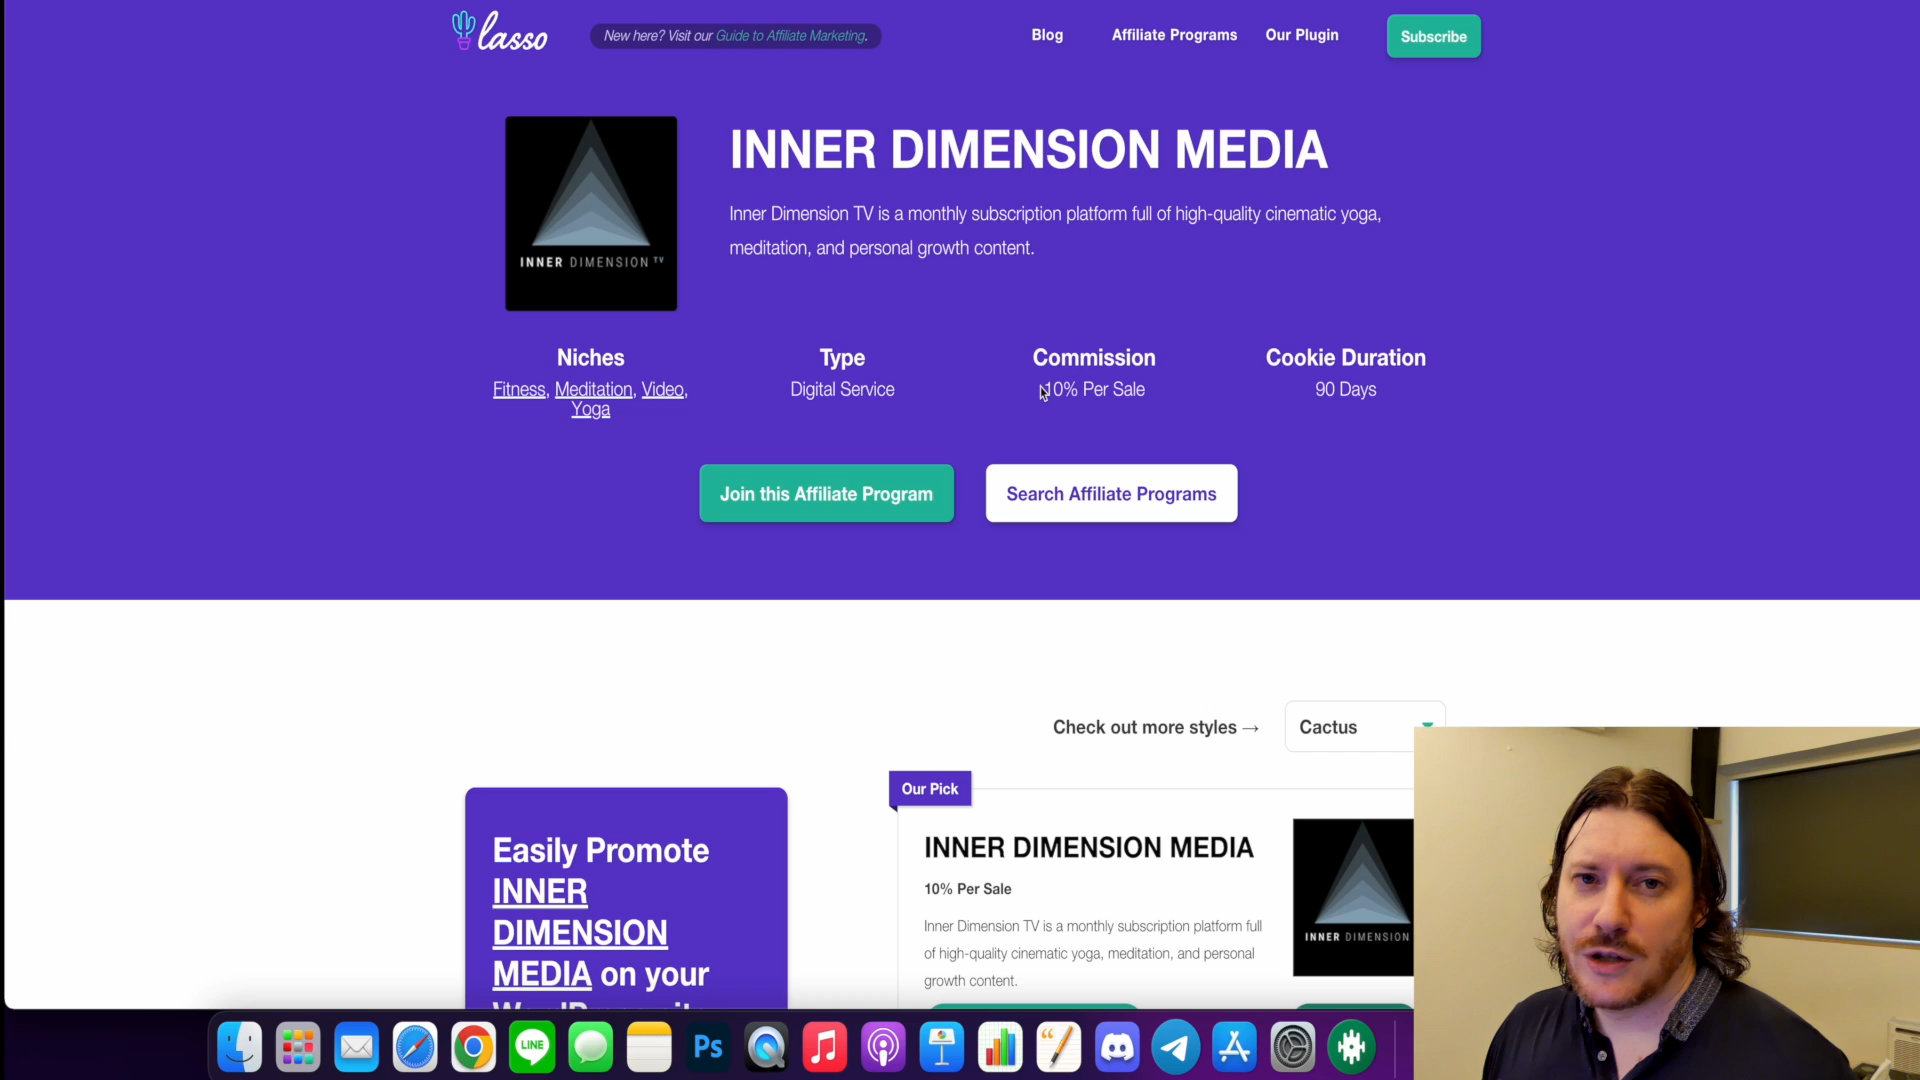 lasso
New here? Visit our Guide to Affiliate Marketing.
Blog
Affiliate Programs
Our Plugin
Subscribe
INNER DIMENSION TV
INNER DIMENSION MEDIA
Inner Dimension TV is a monthly subscription platform full of high-quality cinematic yoga,
meditation, and personal growth content.
Niches
Fitness, Meditation, Video,
Yoga
Type
Digital Service
Commission
10% Per Sale
Cookie Duration
90 Days
Join this Affiliate Program
Search Affiliate Programs
Check out more styles →
Cactus
Easily Promote
INNER
DIMENSION
MEDIA on your
Our Pick
INNER DIMENSION MEDIA
10% Per Sale
Inner Dimension TV is a monthly subscription platform full
of high-quality cinematic yoga, meditation, and personal
growth content.
INNER DIMENSION
LINE
Ps